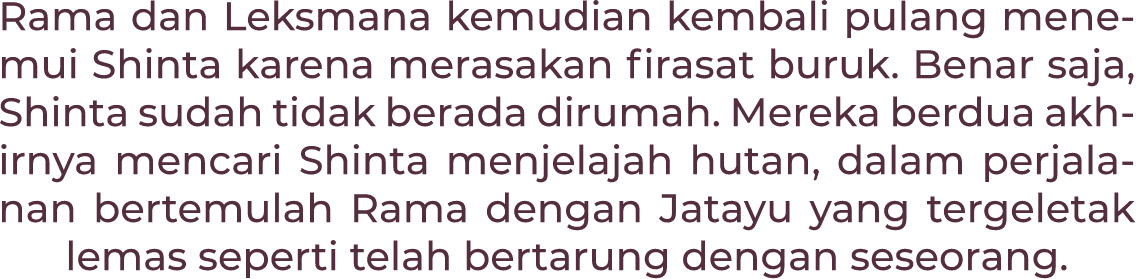 Rama dan Leksmana kemudian kembali pulang mene-
mui Shinta karena merasakan firasat buruk. Benar saja,
Shinta sudah tidak berada dirumah. Mereka berdua akh-
irnya mencari Shinta menjelajah hutan, dalam perjala-
nan bertemulah Rama dengan Jatayu yang tergeletak
lemas seperti telah bertarung dengan seseorang.